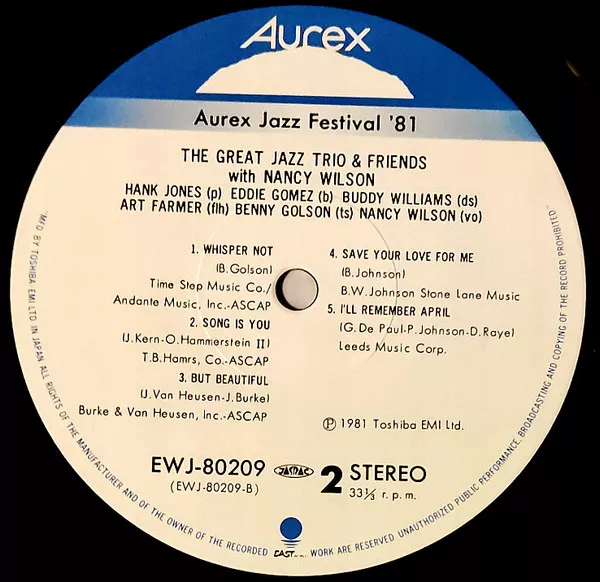 Aurex
Aurex Jazz Festival '81
THE GREAT JAZZ TRIO & FRIENDS
with NANCY WILSON
HANK JONES (p) EDDIE GOMEZ (b) BUDDY WILLIAMS (ds)
ART FARMER (flh) BENNY GOLSON (ts) NANCY WILSON (vo)
1. WHISPER NOT
(B. Golson)
Time Step Music Co./
Andante Music, Inc.-ASCAP
2. SONG IS YOU
(J. Kern-O. Hammerstein II)
T.B. Hamrs, Co.-ASCAP
3. BUT BEAUTIFUL
(J. Van Heusen-J. Burke)
Burke & Van Heusen, Inc.-ASCAP
4. SAVE YOUR LOVE FOR ME
(B. Johnson)
B.W. Johnson Stone Lane Music
5. I'LL REMEMBER APRIL
(G. De Paul-P. Johnson-D. Raye)
Leeds Music Corp.
℗ 1981 Toshiba EMI Ltd.
EWJ-80209
(EWJ-80209-B)
JASRAC
2 STEREO
33⅓ r.p.m.
EAST
"MF'D BY TOSHIBA EMI LTD IN JAPAN ALL RIGHTS OF THE MANUFACTURER AND OF THE OWNER OF THE RECORDED WORK ARE RESERVED UNAUTHORIZED PUBLIC PERFORMANCE, BROADCASTING AND COPYING OF THE RECORD PROHIBITED"